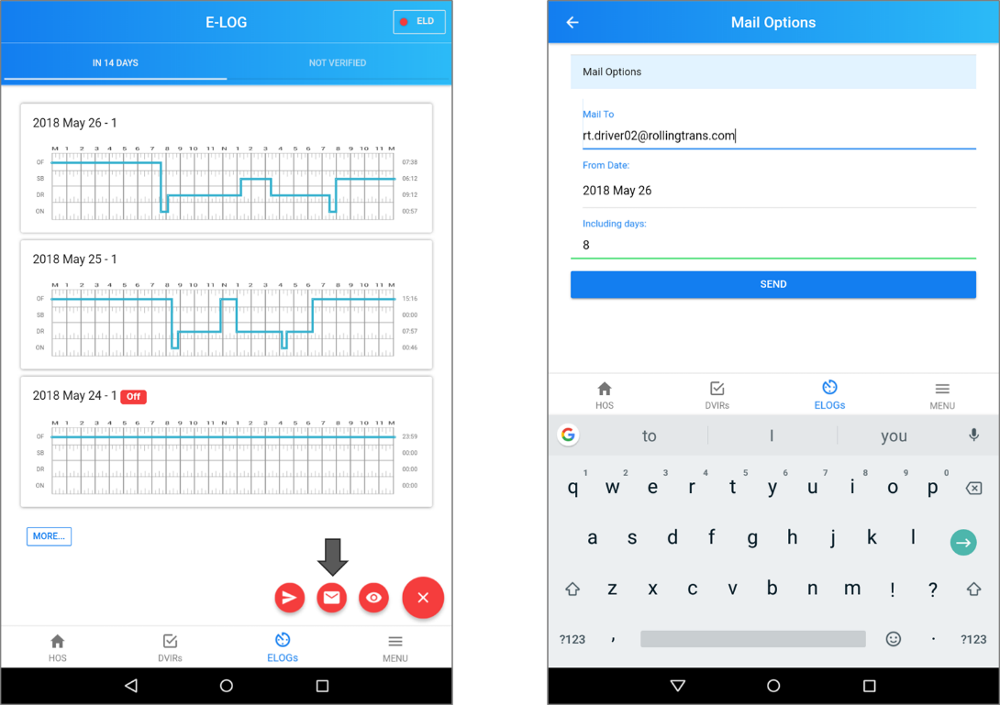 E-LOG
ELD
IN 14 DAYS
NOT VERIFIED
2018 May 26 - 1
M 1 2 3 4 5 6 7 8 9 10 11 N 1 2 3 4 5 6 7 8 9 10 11 M
OF 07:38
SB 06:12
DR 09:12
ON 00:57
2018 May 25 - 1
M 1 2 3 4 5 6 7 8 9 10 11 N 1 2 3 4 5 6 7 8 9 10 11 M
OF 15:16
SB 00:00
DR 07:57
ON 00:46
2018 May 24 - 1 Off
M 1 2 3 4 5 6 7 8 9 10 11 N 1 2 3 4 5 6 7 8 9 10 11 M
OF 23:59
SB 00:00
DR 00:00
ON 00:00
MORE...
HOS DVIRs ELOGs MENU
Mail Options
Mail Options
Mail To
rt.driver02@rollingtrans.com
From Date:
2018 May 26
Including days:
8
SEND
HOS DVIRs ELOGs MENU
G to I you
1 2 3 4 5 6 7 8 9 0
q w e r t y u i o p
a s d f g h j k l
z x c v b n m ! ?
?123 , . ?123